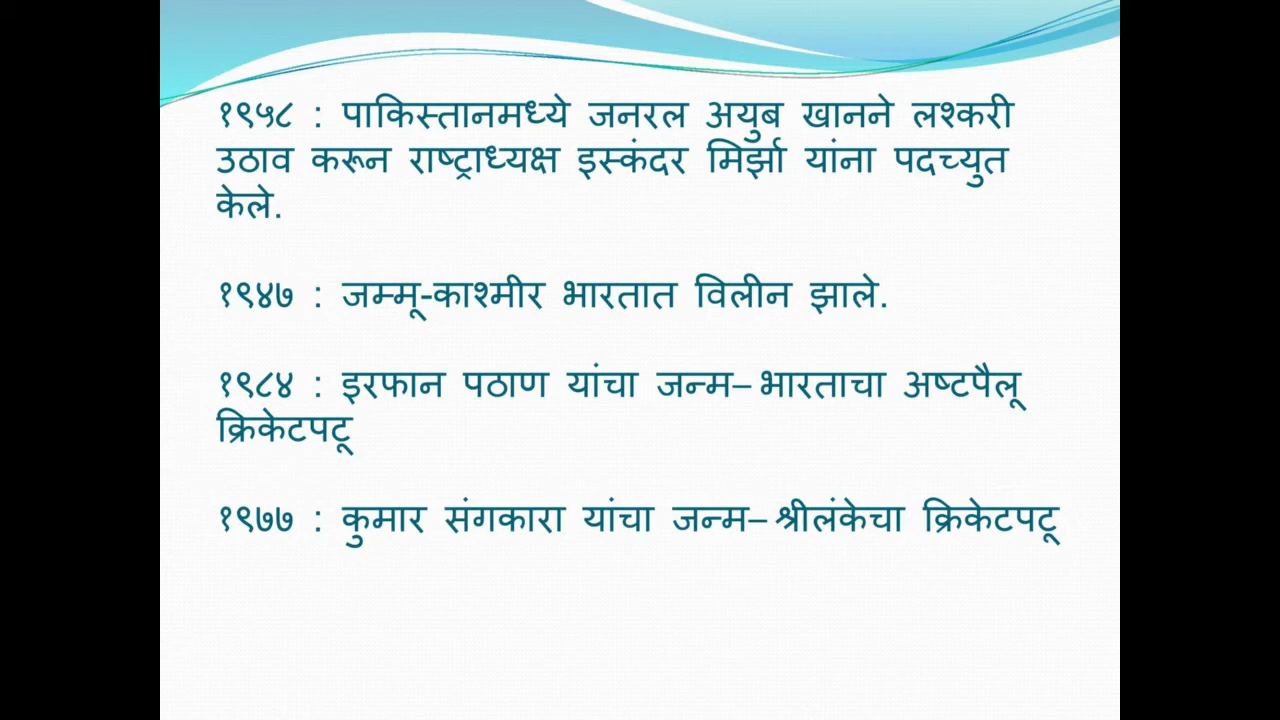 १९५८ : पाकिस्तानमध्ये जनरल अयुब खानने लश्करी
उठाव करून राष्ट्राध्यक्ष इस्कंदर मिर्झा यांना पदच्युत
केले.
१९४७ : जम्मू-काश्मीर भारतात विलीन झाले.
१९८४ : इरफान पठाण यांचा जन्म– भारताचा अष्टपैलू
क्रिकेटपटू
१९७७ : कुमार संगकारा यांचा जन्म– श्रीलंकेचा क्रिकेटपटू